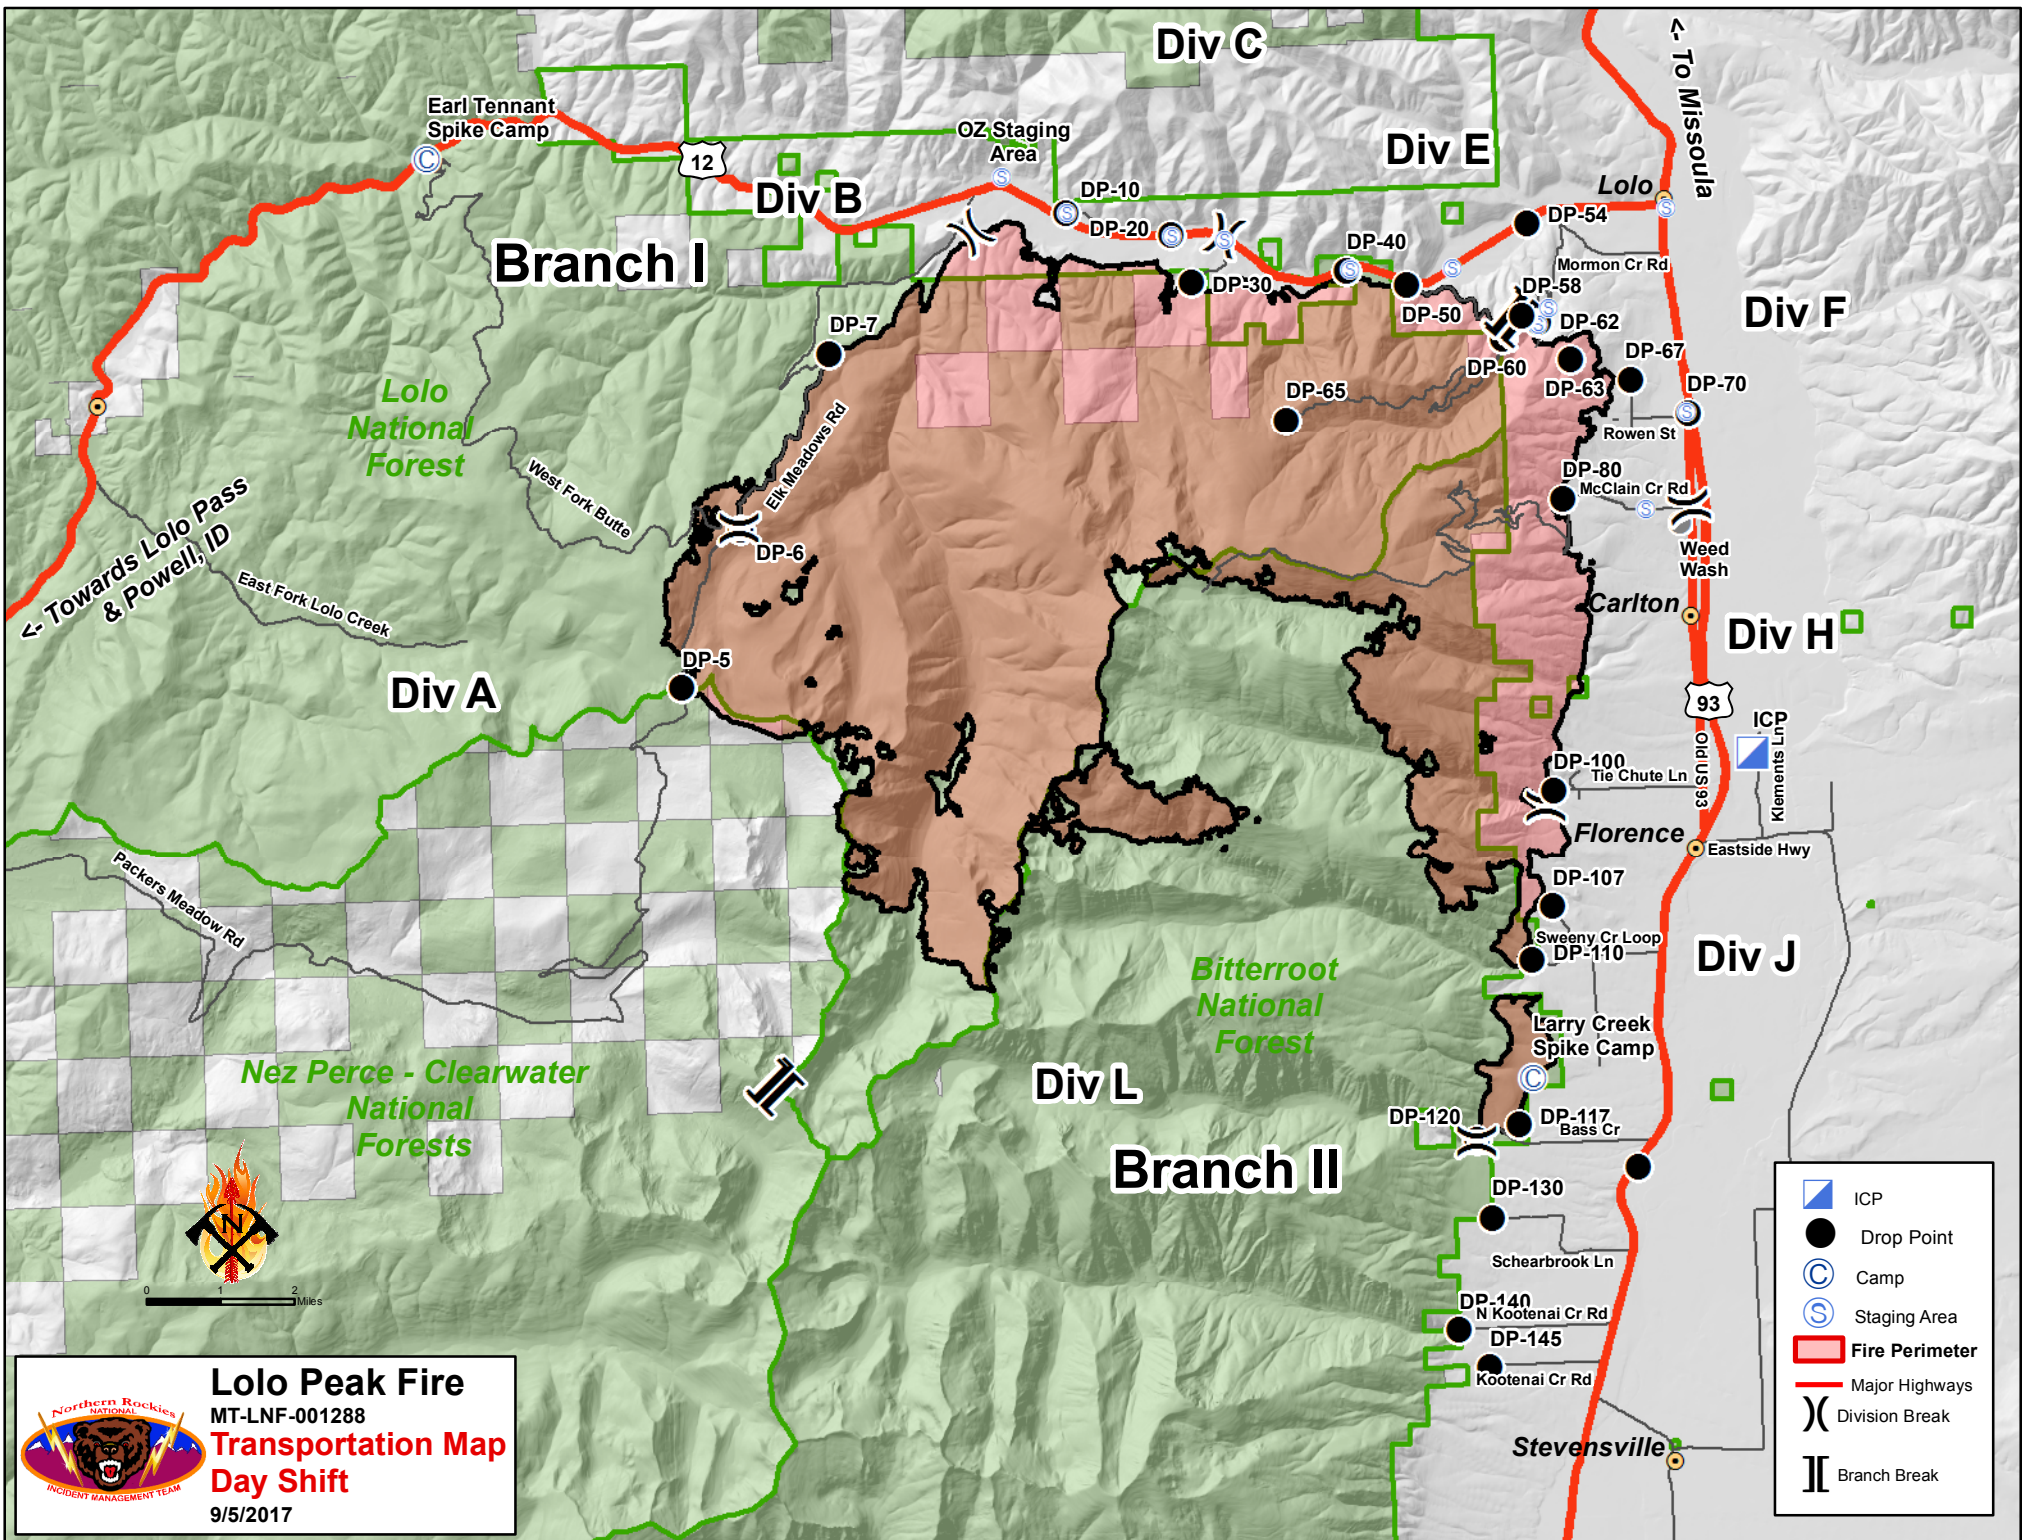 Div C
<- To Missoula
Earl Tennant
Spike Camp
OZ Staging
Area
Div E
12
Div B
DP-10
Lolo
DP-20
DP-54
DP-40
Branch I
Mormon Cr Rd
DP-30
DP-58
DP-50
DP-62
Div F
DP-7
DP-67
DP-60
DP-63
DP-70
Lolo
National
Forest
DP-65
Elk Meadows Rd
Rowen St
West Fork Butte
DP-80
McClain Cr Rd
<- Towards Lolo Pass
& Powell, ID
DP-6
Weed
Wash
East Fork Lolo Creek
Carlton
Div H
DP-5
Div A
93
ICP
Old US 93
Klements Ln
DP-100
Tie Chute Ln
Florence
Eastside Hwy
Packers Meadow Rd
DP-107
Sweeny Cr Loop
DP-110
Div J
Bitterroot
National
Forest
Larry Creek
Spike Camp
Nez Perce - Clearwater
National
Forests
Div L
DP-120
DP-117
Bass Cr
Branch II
DP-130
Schearbrook Ln
N
0 1 2
Miles
DP-140
N Kootenai Cr Rd
DP-145
Kootenai Cr Rd
Stevensville
ICP
Drop Point
C Camp
S Staging Area
Fire Perimeter
Major Highways
Division Break
Branch Break
Northern Rockies
NATIONAL
INCIDENT MANAGEMENT TEAM
Lolo Peak Fire
MT-LNF-001288
Transportation Map
Day Shift
9/5/2017